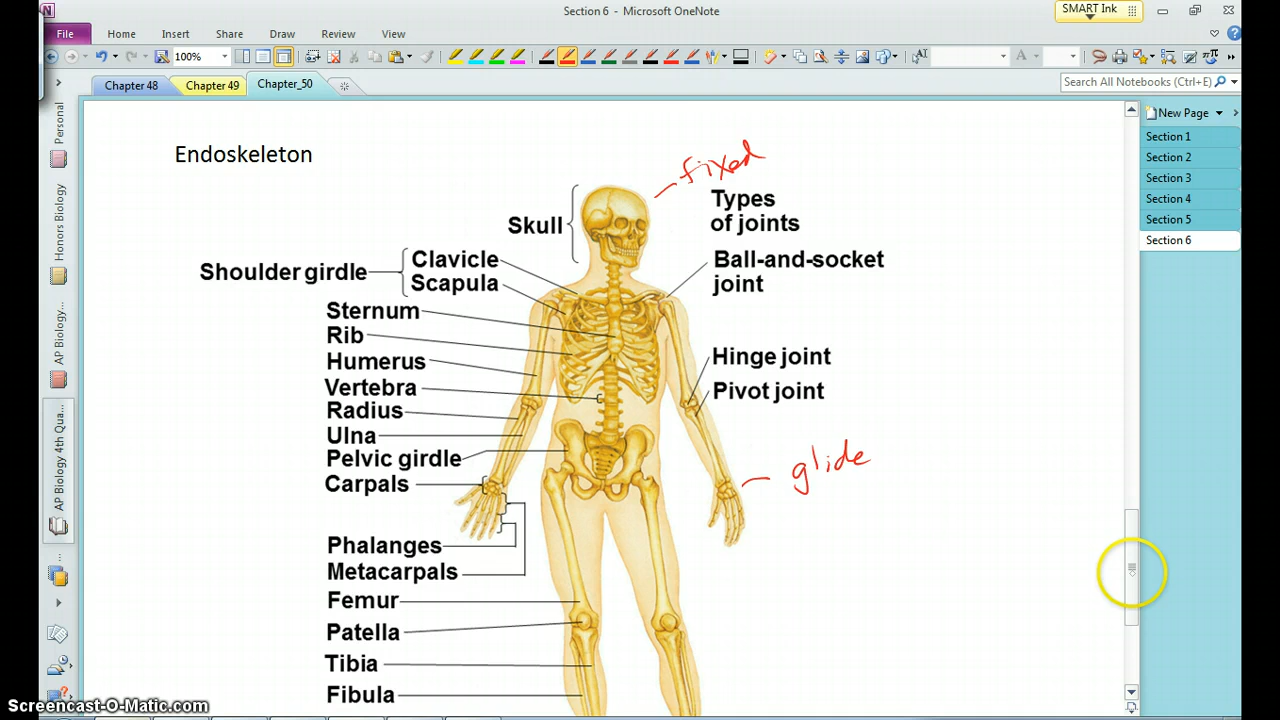 Section 6 - Microsoft OneNote
SMART Ink
File Home Insert Share Draw Review View
100%
Chapter 48 Chapter 49 Chapter_50
Search All Notebooks (Ctrl+E)
New Page
Section 1
Section 2
Section 3
Section 4
Section 5
Section 6
Personal
Honors Biology
AP Biology...
AP Biology 4th Qua...
Endoskeleton
fixed
Skull
Types
of joints
Shoulder girdle
Clavicle
Scapula
Ball-and-socket
joint
Sternum
Rib
Humerus
Hinge joint
Vertebra
Pivot joint
Radius
Ulna
Pelvic girdle
glide
Carpals
Phalanges
Metacarpals
Femur
Patella
Tibia
Fibula
Screencast-O-Matic.com